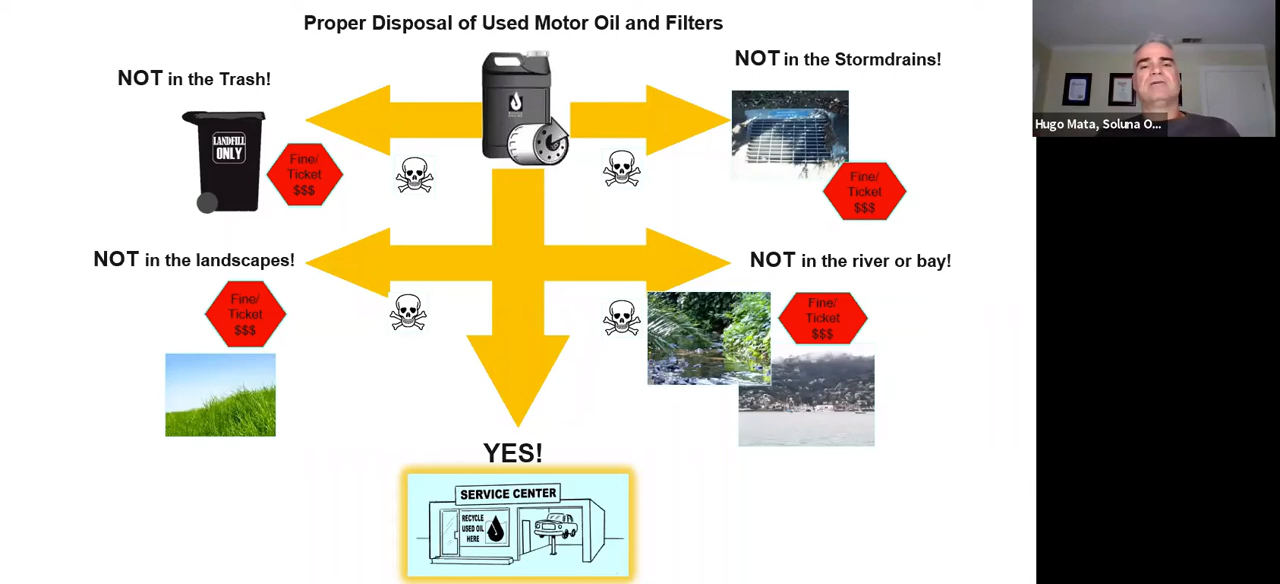 Proper Disposal of Used Motor Oil and Filters
NOT in the Trash!
NOT in the Stormdrains!
LANDFILL
ONLY
Fine/
Ticket
$$$
Fine/
Ticket
$$$
NOT in the landscapes!
NOT in the river or bay!
Fine/
Ticket
$$$
Fine/
Ticket
$$$
YES!
SERVICE CENTER
RECYCLE
USED OIL
HERE
Hugo Mata, Soluna O...